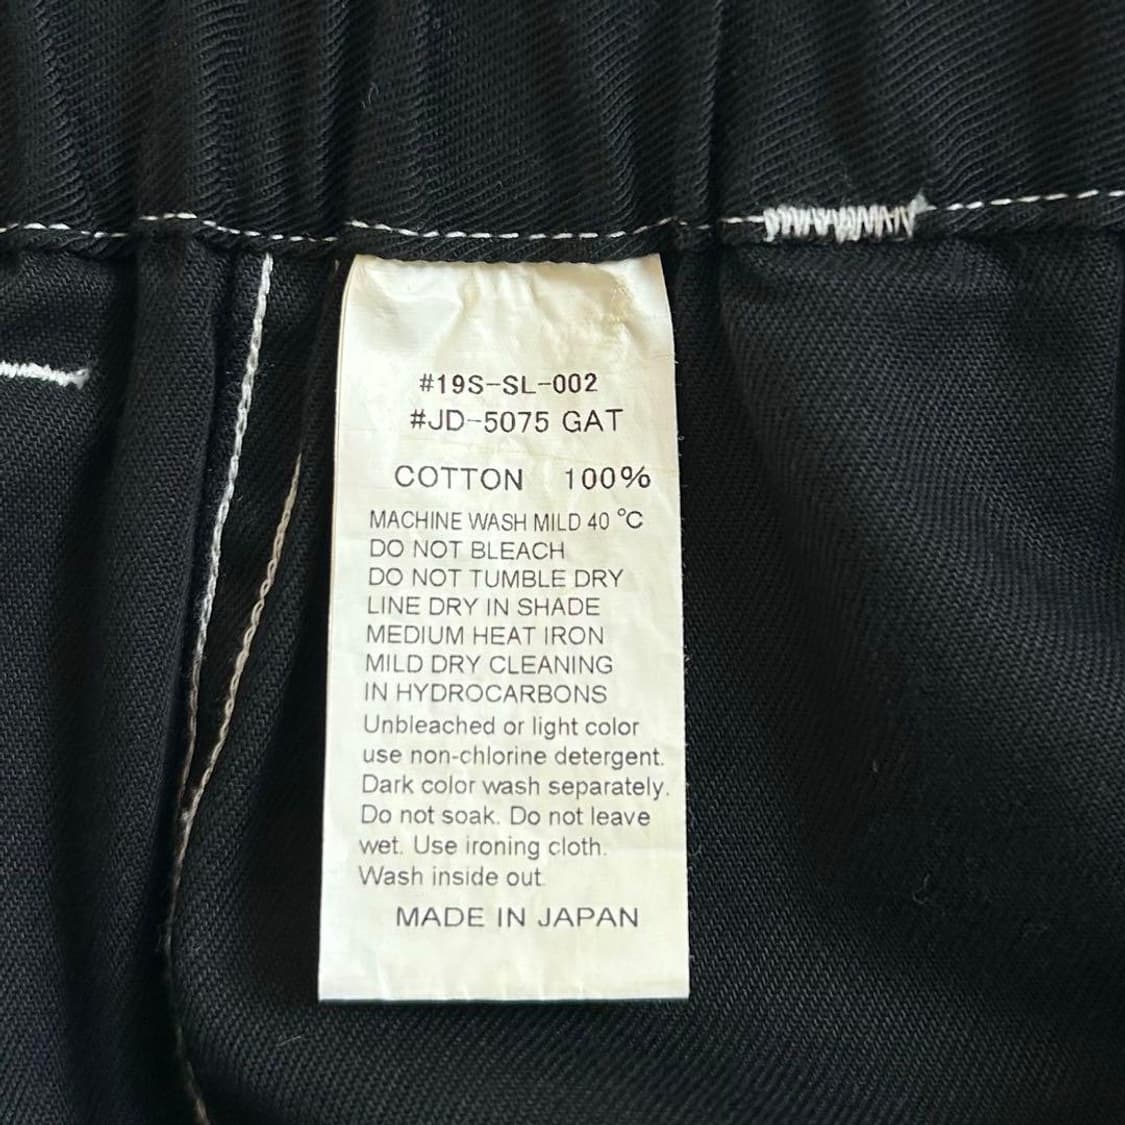 #19S-SL-002
#JD-5075 GAT
COTTON 100%
MACHINE WASH MILD 40 °C
DO NOT BLEACH
DO NOT TUMBLE DRY
LINE DRY IN SHADE
MEDIUM HEAT IRON
MILD DRY CLEANING
IN HYDROCARBONS
Unbleached or light color
use non-chlorine detergent.
Dark color wash separately.
Do not soak. Do not leave
wet. Use ironing cloth.
Wash inside out.
MADE IN JAPAN